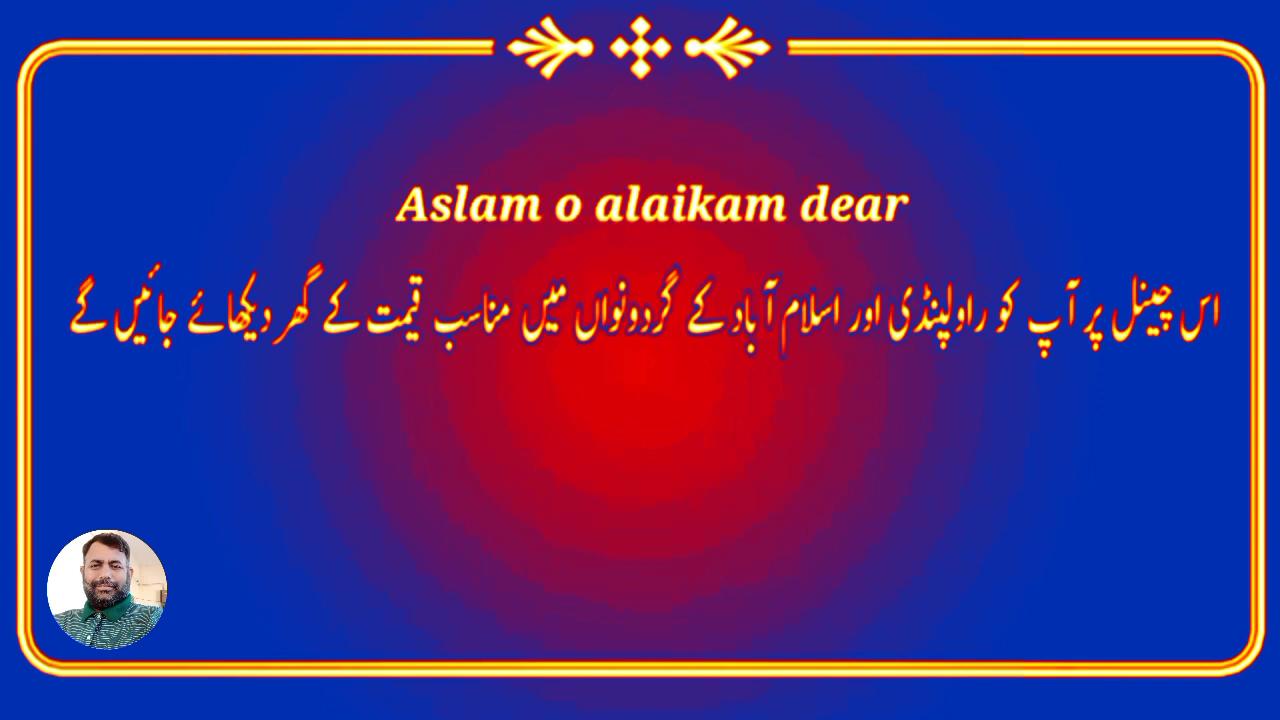 Aslam o alaikam dear
اس چینل پر آپ کو راولپنڈی اور اسلام آباد کے گردونواں میں مناسب قیمت کے گھر دیکھائے جائیں گے